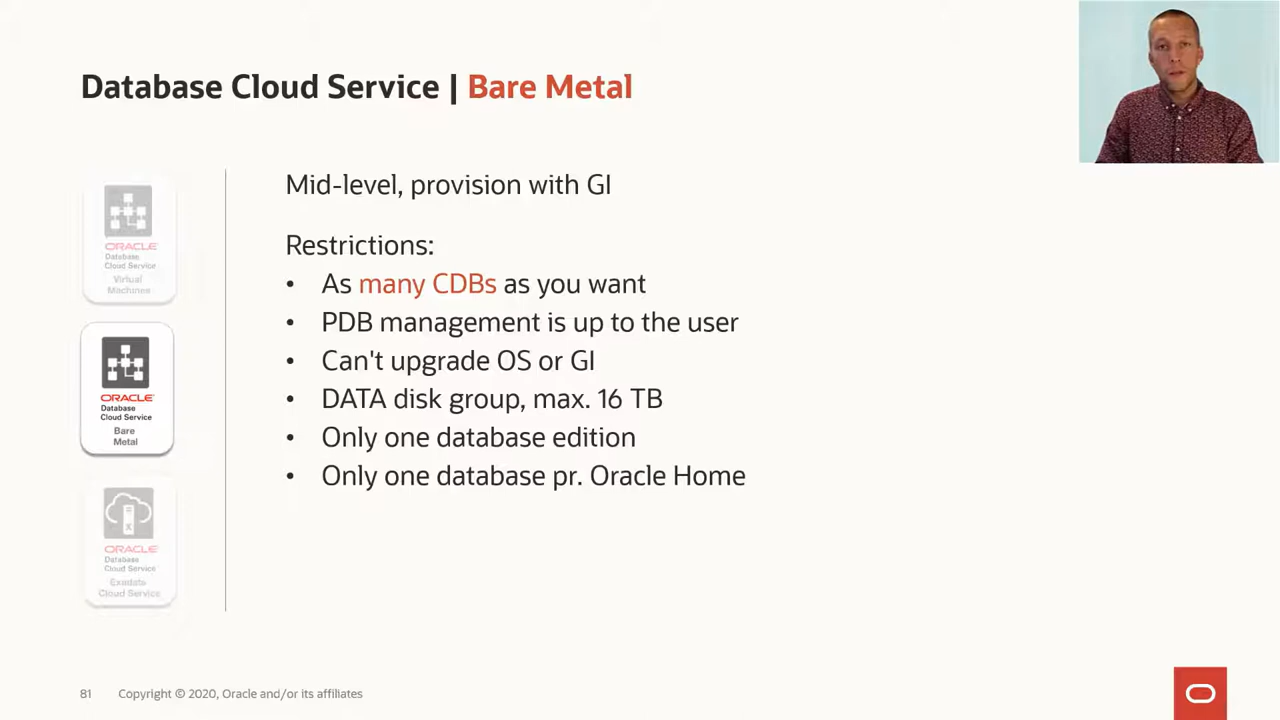 Database Cloud Service | Bare Metal
Mid-level, provision with GI
Restrictions:
• As many CDBs as you want
• PDB management is up to the user
• Can't upgrade OS or GI
• DATA disk group, max. 16 TB
• Only one database edition
• Only one database pr. Oracle Home
ORACLE
Database
Cloud Service
Virtual
Machines
ORACLE
Database
Cloud Service
Bare
Metal
ORACLE
Database
Cloud Service
Exadata
Cloud Service
81
Copyright © 2020, Oracle and/or its affiliates